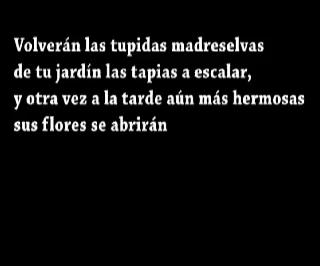 Volverán las tupidas madreselvas
de tu jardín las tapias a escalar,
y otra vez a la tarde aún más hermosas
sus flores se abrirán